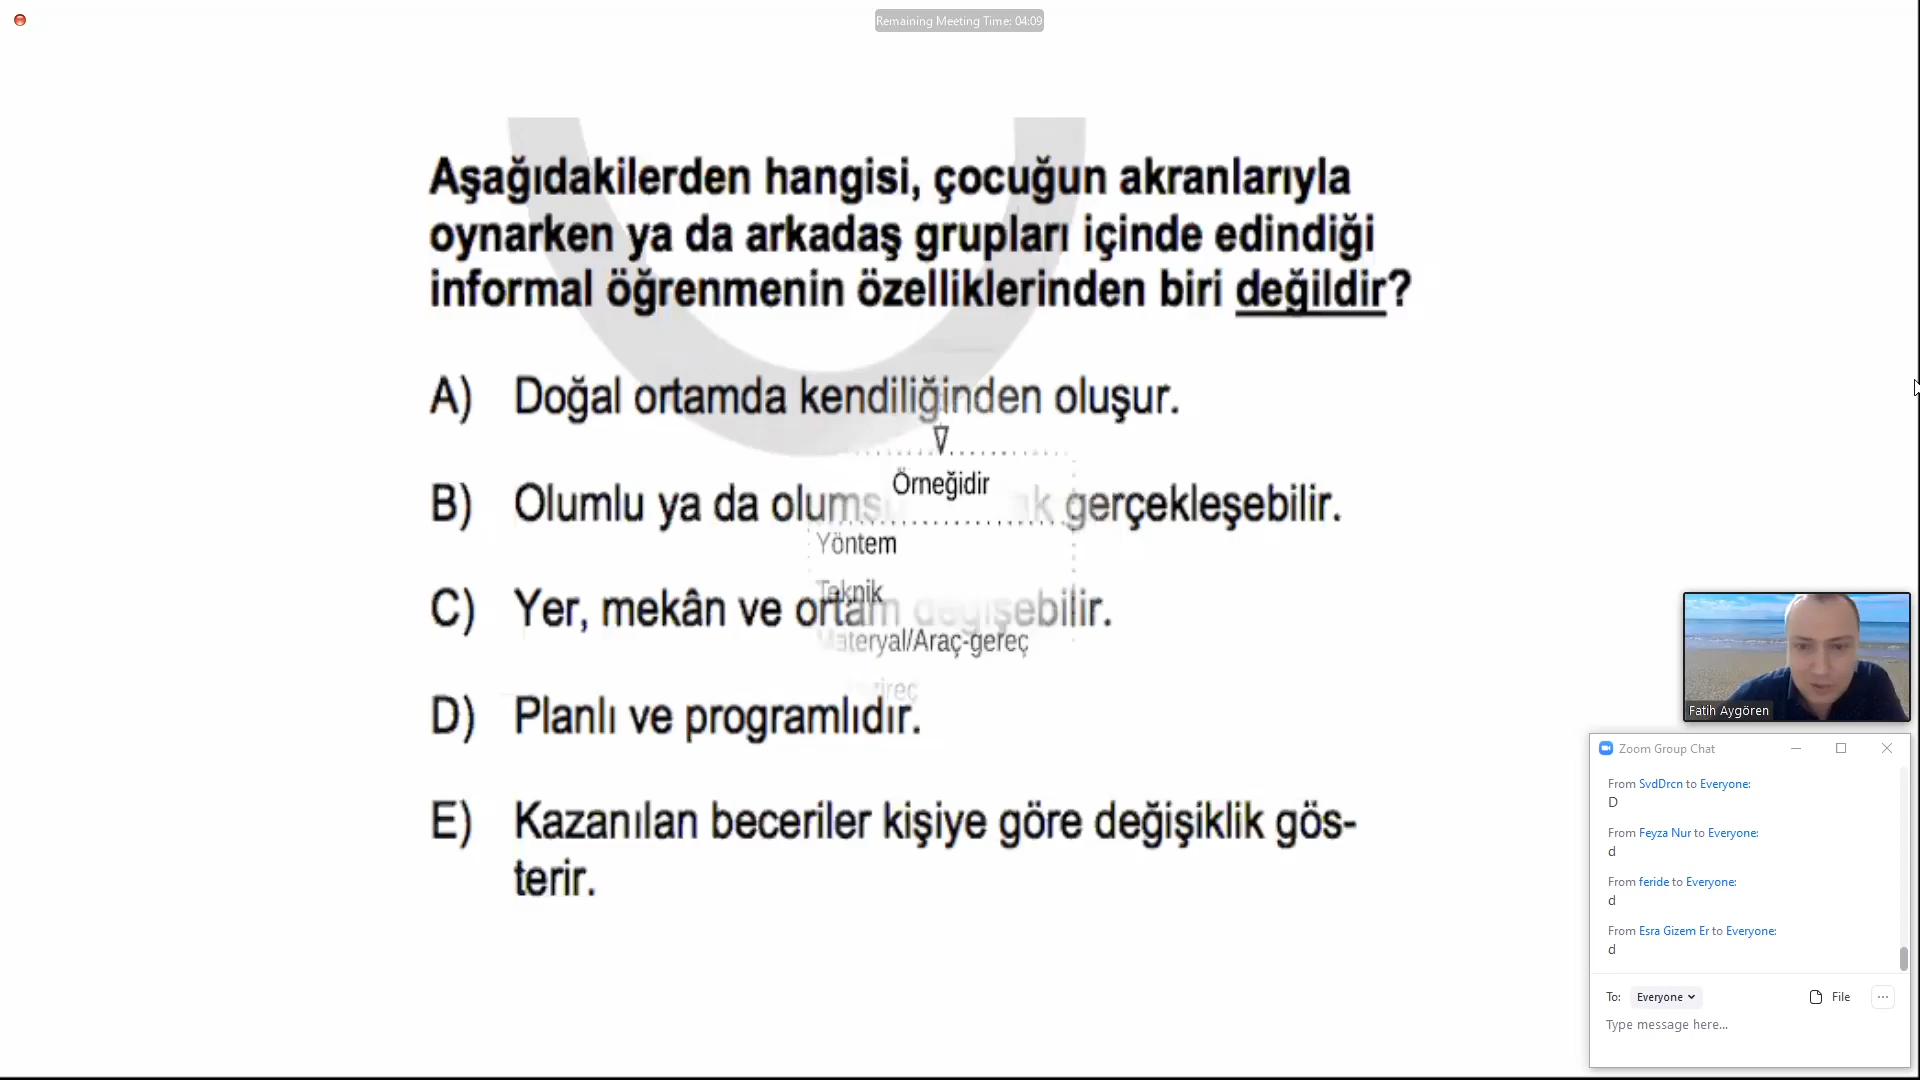 Remaining Meeting Time: 04:09
Aşağıdakilerden hangisi, çocuğun akranlarıyla
oynarken ya da arkadaş grupları içinde edindiği
informal öğrenmenin özelliklerinden biri değildir?
A) Doğal ortamda kendiliğinden oluşur.
Örneğidir
B) Olumlu ya da gerçekleşebilir.
Yöntem
Teknik
C) Yer, mekân ve ortam değişebilir.
Materyal/Araç-gereç
D) Planlı ve programlıdır.
E) Kazanılan beceriler kişiye göre değişiklik gös-
terir.
Fatih Aygören
Zoom Group Chat
From SvdDrcn to Everyone:
D
From Feyza Nur to Everyone:
d
From feride to Everyone:
d
From Esra Gizem Er to Everyone:
d
To: Everyone File
Type message here...